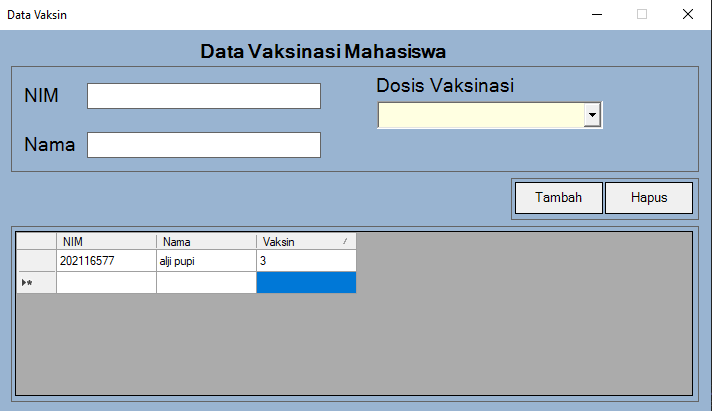 Data Vaksin
Data Vaksinasi Mahasiswa
NIM
Dosis Vaksinasi
Nama
Tambah Hapus
NIM Nama Vaksin
202116577 alji pupi 3